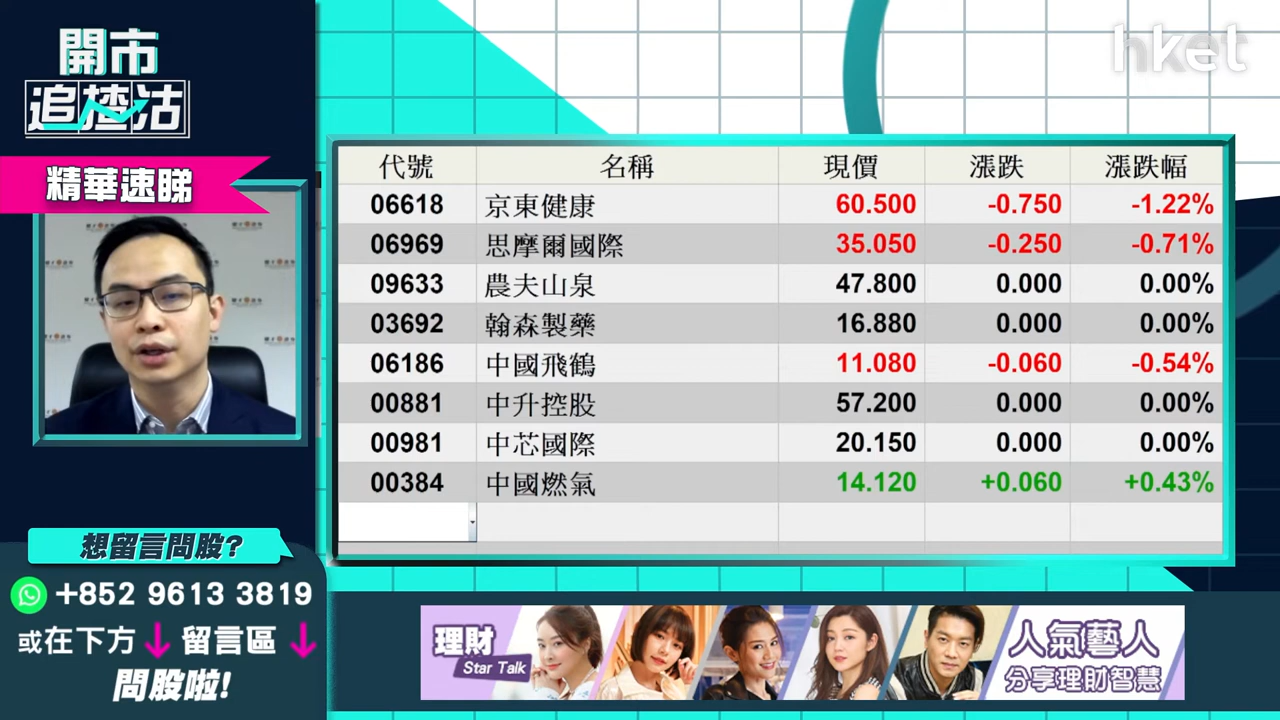 開市
追揸沽
精華速睇
hket
代號 名稱 現價 漲跌 漲跌幅
06618 京東健康 60.500 -0.750 -1.22%
06969 思摩爾國際 35.050 -0.250 -0.71%
09633 農夫山泉 47.800 0.000 0.00%
03692 翰森製藥 16.880 0.000 0.00%
06186 中國飛鶴 11.080 -0.060 -0.54%
00881 中升控股 57.200 0.000 0.00%
00981 中芯國際 20.150 0.000 0.00%
00384 中國燃氣 14.120 +0.060 +0.43%
想留言問股?
+852 9613 3819
或在下方 留言區
問股啦!
理財
Star Talk
人氣藝人
分享理財智慧